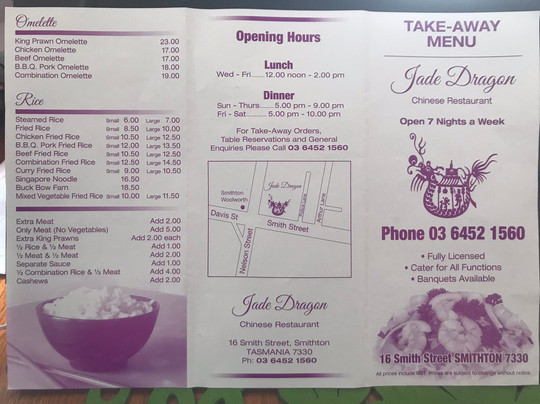 Omelette
King Prawn Omelette 23.00
Chicken Omelette 17.00
Beef Omelette 17.00
B.B.Q. Pork Omelette 18.00
Combination Omelette 19.00
Rice
Steamed Rice Small 6.00 Large 7.00
Fried Rice Small 8.50 Large 10.00
Chicken Fried Rice Small 10.50 Large 12.50
B.B.Q. Pork Fried Rice Small 12.00 Large 13.50
Beef Fried Rice Small 10.50 Large 12.50
Combination Fried Rice Small 12.50 Large 14.50
Curry Fried Rice Small 9.00 Large 10.50
Singapore Noodle 16.50
Buck Bow Farn 18.50
Mixed Vegetable Fried Rice Small 10.00 Large 11.50
Extra Meat Add 2.00
Only Meat (No Vegetables) Add 5.00
Extra King Prawns Add 2.00 each
½ Rice & ½ Meat Add 1.00
½ Meat & ½ Meat Add 2.00
Separate Sauce Add 1.00
½ Combination Rice & ½ Meat Add 4.00
Cashews Add 2.00
Opening Hours
Lunch
Wed - Fri......12.00 noon - 2.00 pm
Dinner
Sun - Thurs......5.00 pm - 9.00 pm
Fri - Sat......... 5.00 pm - 10.00 pm
For Take-Away Orders,
Table Reservations and General
Enquiries Please Call 03 6452 1560
Jade Dragon
Smithton
Woolworth
Davis St
Smith Street
Nelson Street
Arthur Lane
Jade Dragon
Chinese Restaurant
16 Smith Street, Smithton
TASMANIA 7330
Ph: 03 6452 1560
TAKE-AWAY
MENU
Jade Dragon
Chinese Restaurant
Open 7 Nights a Week
Phone 03 6452 1560
• Fully Licensed
• Cater for All Functions
• Banquets Available
16 Smith Street SMITHTON 7330
All prices include GST. Prices are subject to change without notice.